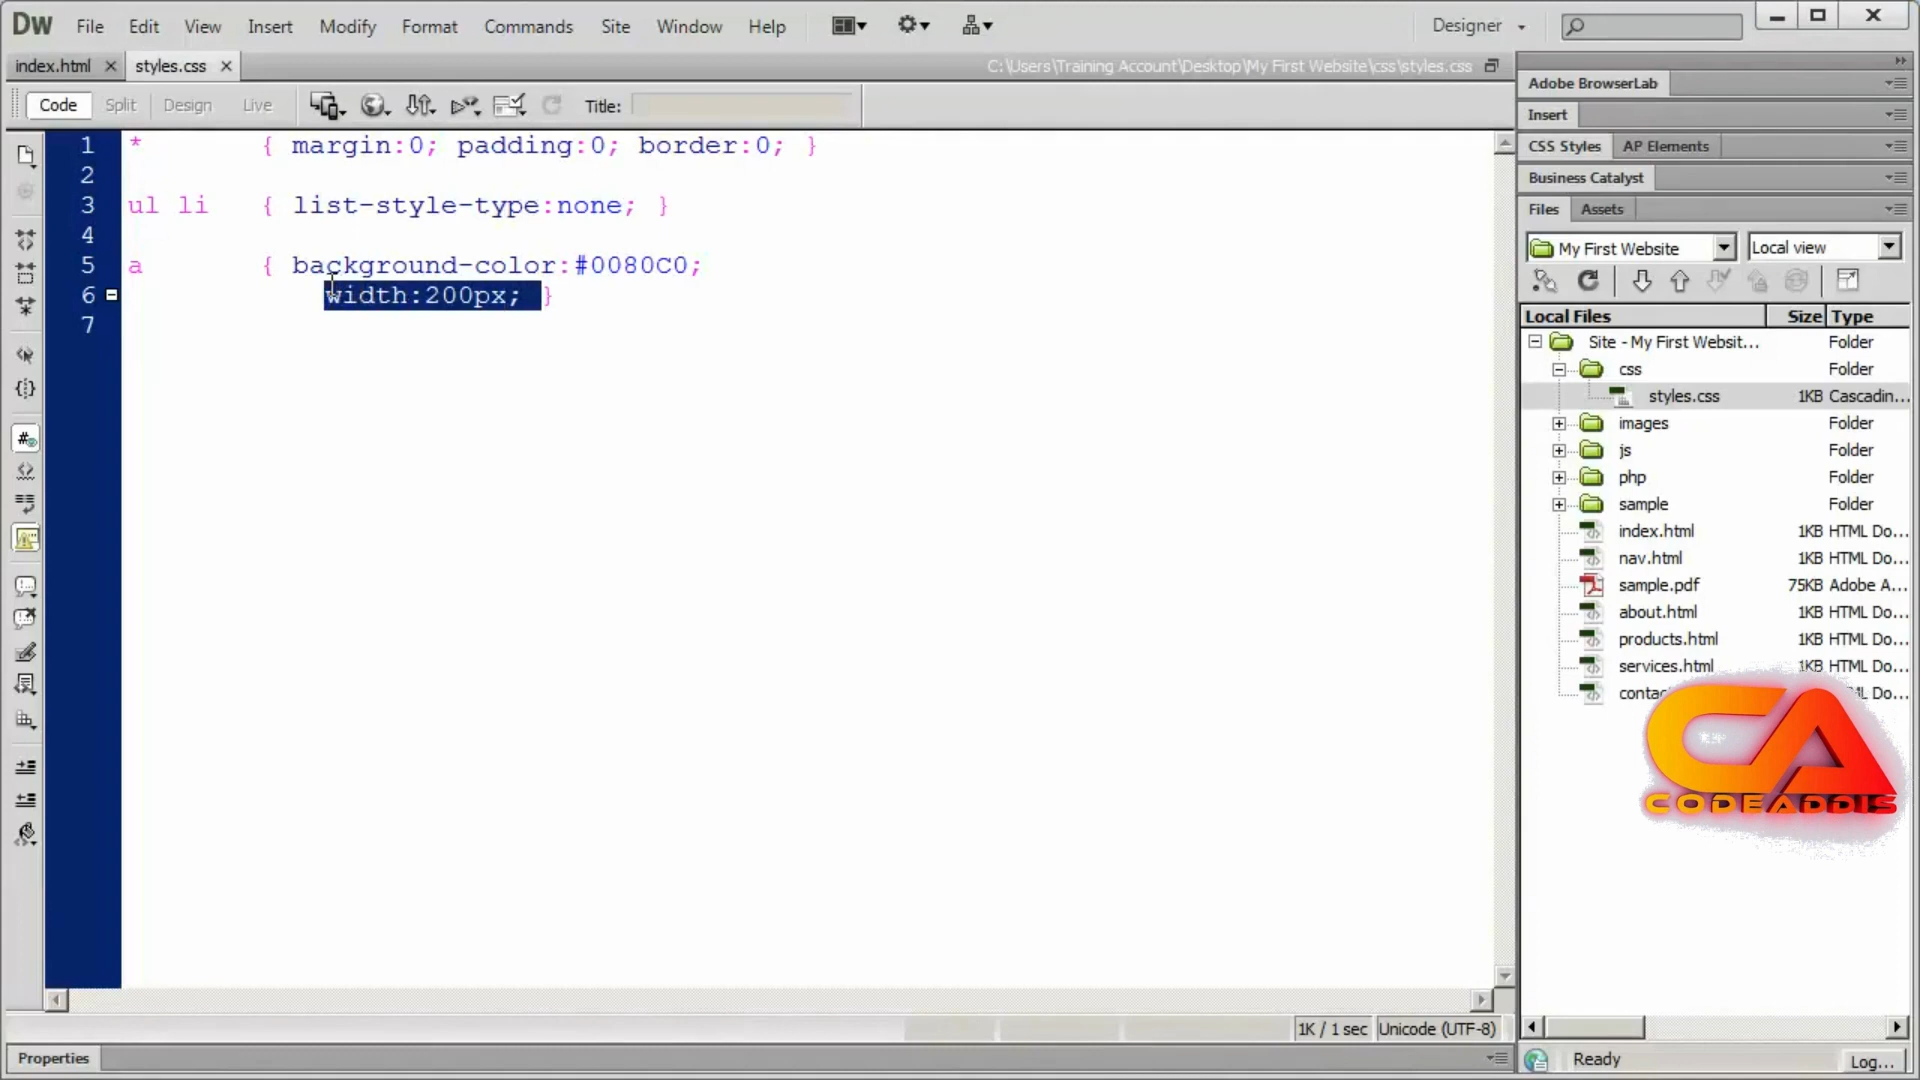 DW File Edit View Insert Modify Format Commands Site Window Help Designer
index.html styles.css C:\Users\Training Account\Desktop\My First Website\css\styles.css
Code Split Design Live Title:
1 * { margin:0; padding:0; border:0; }
2
3 ul li { list-style-type:none; }
4
5 a { background-color:#0080C0;
6 width:200px; }
7
1K / 1 sec Unicode (UTF-8)
Properties
Adobe BrowserLab
Insert
CSS Styles AP Elements
Business Catalyst
Files Assets
My First Website Local view
Local Files Size Type
Site - My First Websit... Folder
css Folder
styles.css 1KB Cascadin...
images Folder
js Folder
php Folder
sample Folder
index.html 1KB HTML Do...
nav.html 1KB HTML Do...
sample.pdf 75KB Adobe A...
about.html 1KB HTML Do...
products.html 1KB HTML Do...
services.html 1KB HTML Do...
CA
CODEADDIS
Ready Log...